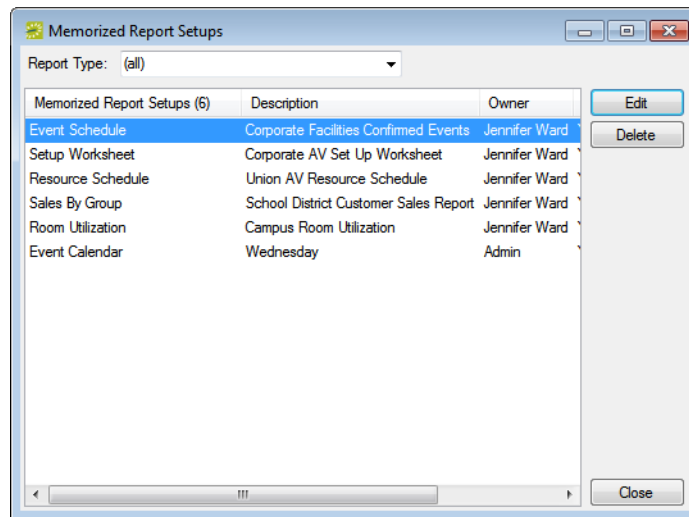 Memorized Report Setups
Report Type: (all)
Memorized Report Setups (6) Description Owner
Event Schedule Corporate Facilities Confirmed Events Jennifer Ward
Setup Worksheet Corporate AV Set Up Worksheet Jennifer Ward
Resource Schedule Union AV Resource Schedule Jennifer Ward
Sales By Group School District Customer Sales Report Jennifer Ward
Room Utilization Campus Room Utilization Jennifer Ward
Event Calendar Wednesday Admin
Edit
Delete
Close